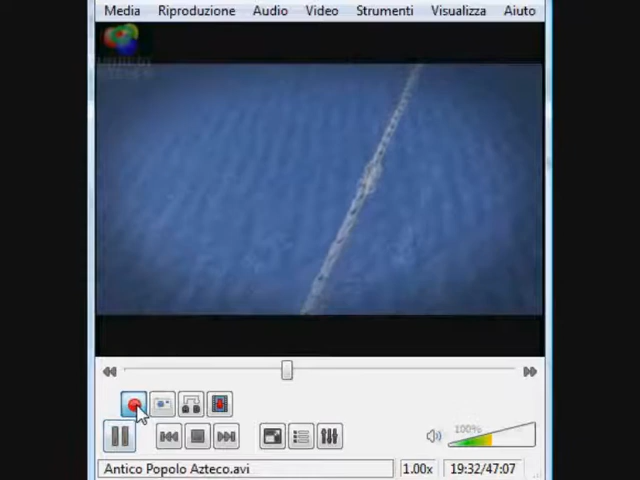 Media Riproduzione Audio Video Strumenti Visualizza Aiuto
100%
Antico Popolo Azteco.avi 1.00x 19:32/47:07